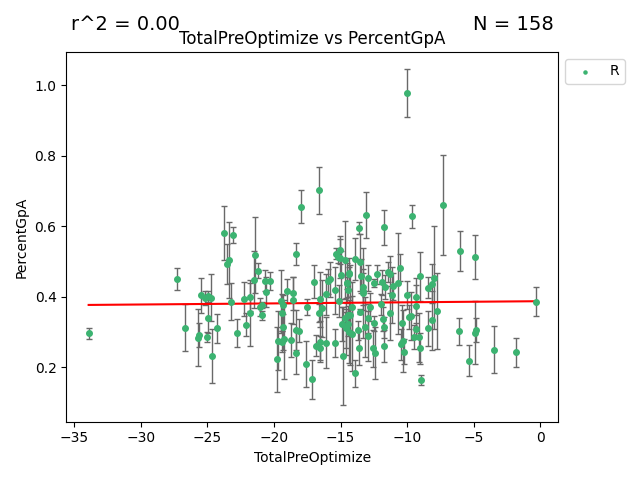 r^2 = 0.00
N = 158
TotalPreOptimize vs PercentGpA
R
1.0
0.8
0.6
0.4
0.2
PercentGpA
−35 −30 −25 −20 −15 −10 −5 0
TotalPreOptimize